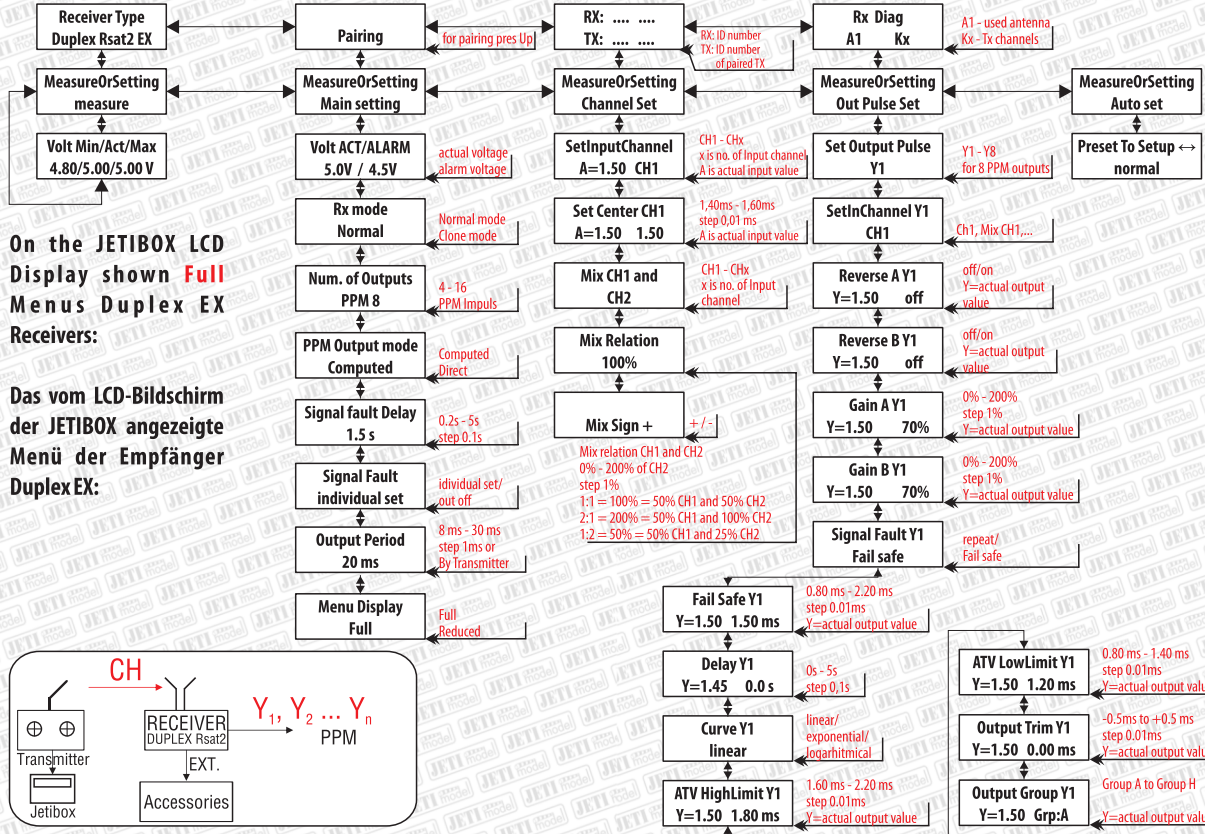 Receiver Type
Duplex Rsat2 EX
Pairing
for pairing pres Up
RX: .... ....
TX: .... ....
RX: ID number
TX: ID number
of paired TX
Rx Diag
A1 Kx
A1 - used antenna
Kx - Tx channels
MeasureOrSetting
measure
MeasureOrSetting
Main setting
MeasureOrSetting
Channel Set
MeasureOrSetting
Out Pulse Set
MeasureOrSetting
Auto set
Volt Min/Act/Max
4.80/5.00/5.00 V
Volt ACT/ALARM
5.0V / 4.5V
actual voltage
alarm voltage
SetInputChannel
A=1.50 CH1
CH1 - CHx
x is no. of Input channel
A is actual input value
Set Output Pulse
Y1
Y1 - Y8
for 8 PPM outputs
Preset To Setup ↔
normal
On the JETIBOX LCD
Display shown Full
Menus Duplex EX
Receivers:
Das vom LCD-Bildschirm
der JETIBOX angezeigte
Menü der Empfänger
Duplex EX:
Rx mode
Normal
Normal mode
Clone mode
Num. of Outputs
PPM 8
4 - 16
PPM Impuls
PPM Output mode
Computed
Computed
Direct
Signal fault Delay
1.5 s
0.2s - 5s
step 0.1s
Signal Fault
individual set
idividual set/
out off
Output Period
20 ms
8 ms - 30 ms
step 1ms or
By Transmitter
Menu Display
Full
Full
Reduced
Set Center CH1
A=1.50 1.50
1,40ms - 1,60ms
step 0,01 ms
A is actual input value
Mix CH1 and
CH2
CH1 - CHx
x is no. of Input
channel
Mix Relation
100%
Mix Sign +
+ / -
Mix relation CH1 and CH2
0% - 200% of CH2
step 1%
1:1 = 100% = 50% CH1 and 50% CH2
2:1 = 200% = 50% CH1 and 100% CH2
1:2 = 50% = 50% CH1 and 25% CH2
SetInChannel Y1
CH1
Ch1, Mix CH1,...
Reverse A Y1
Y=1.50 off
off/on
Y=actual output
value
Reverse B Y1
Y=1.50 off
off/on
Y=actual output
value
Gain A Y1
Y=1.50 70%
0% - 200%
step 1%
Y=actual output value
Gain B Y1
Y=1.50 70%
0% - 200%
step 1%
Y=actual output value
Signal Fault Y1
Fail safe
repeat/
Fail safe
Fail Safe Y1
Y=1.50 1.50 ms
0.80 ms - 2.20 ms
step 0.01ms
Y=actual output value
Delay Y1
Y=1.45 0.0 s
0s - 5s
step 0,1s
Curve Y1
linear
linear/
exponential/
logarhitmical
ATV HighLimit Y1
Y=1.50 1.80 ms
1.60 ms - 2.20 ms
step 0.01ms
Y=actual output value
ATV LowLimit Y1
Y=1.50 1.20 ms
0.80 ms - 1.40 ms
step 0.01ms
Y=actual output valu
Output Trim Y1
Y=1.50 0.00 ms
-0.5ms to +0.5 ms
step 0.01ms
Y=actual output valu
Output Group Y1
Y=1.50 Grp:A
Group A to Group H
Y=actual output valu
CH
Transmitter
Jetibox
RECEIVER
DUPLEX Rsat2
EXT.
Accessories
Y1, Y2 ... Yn
PPM